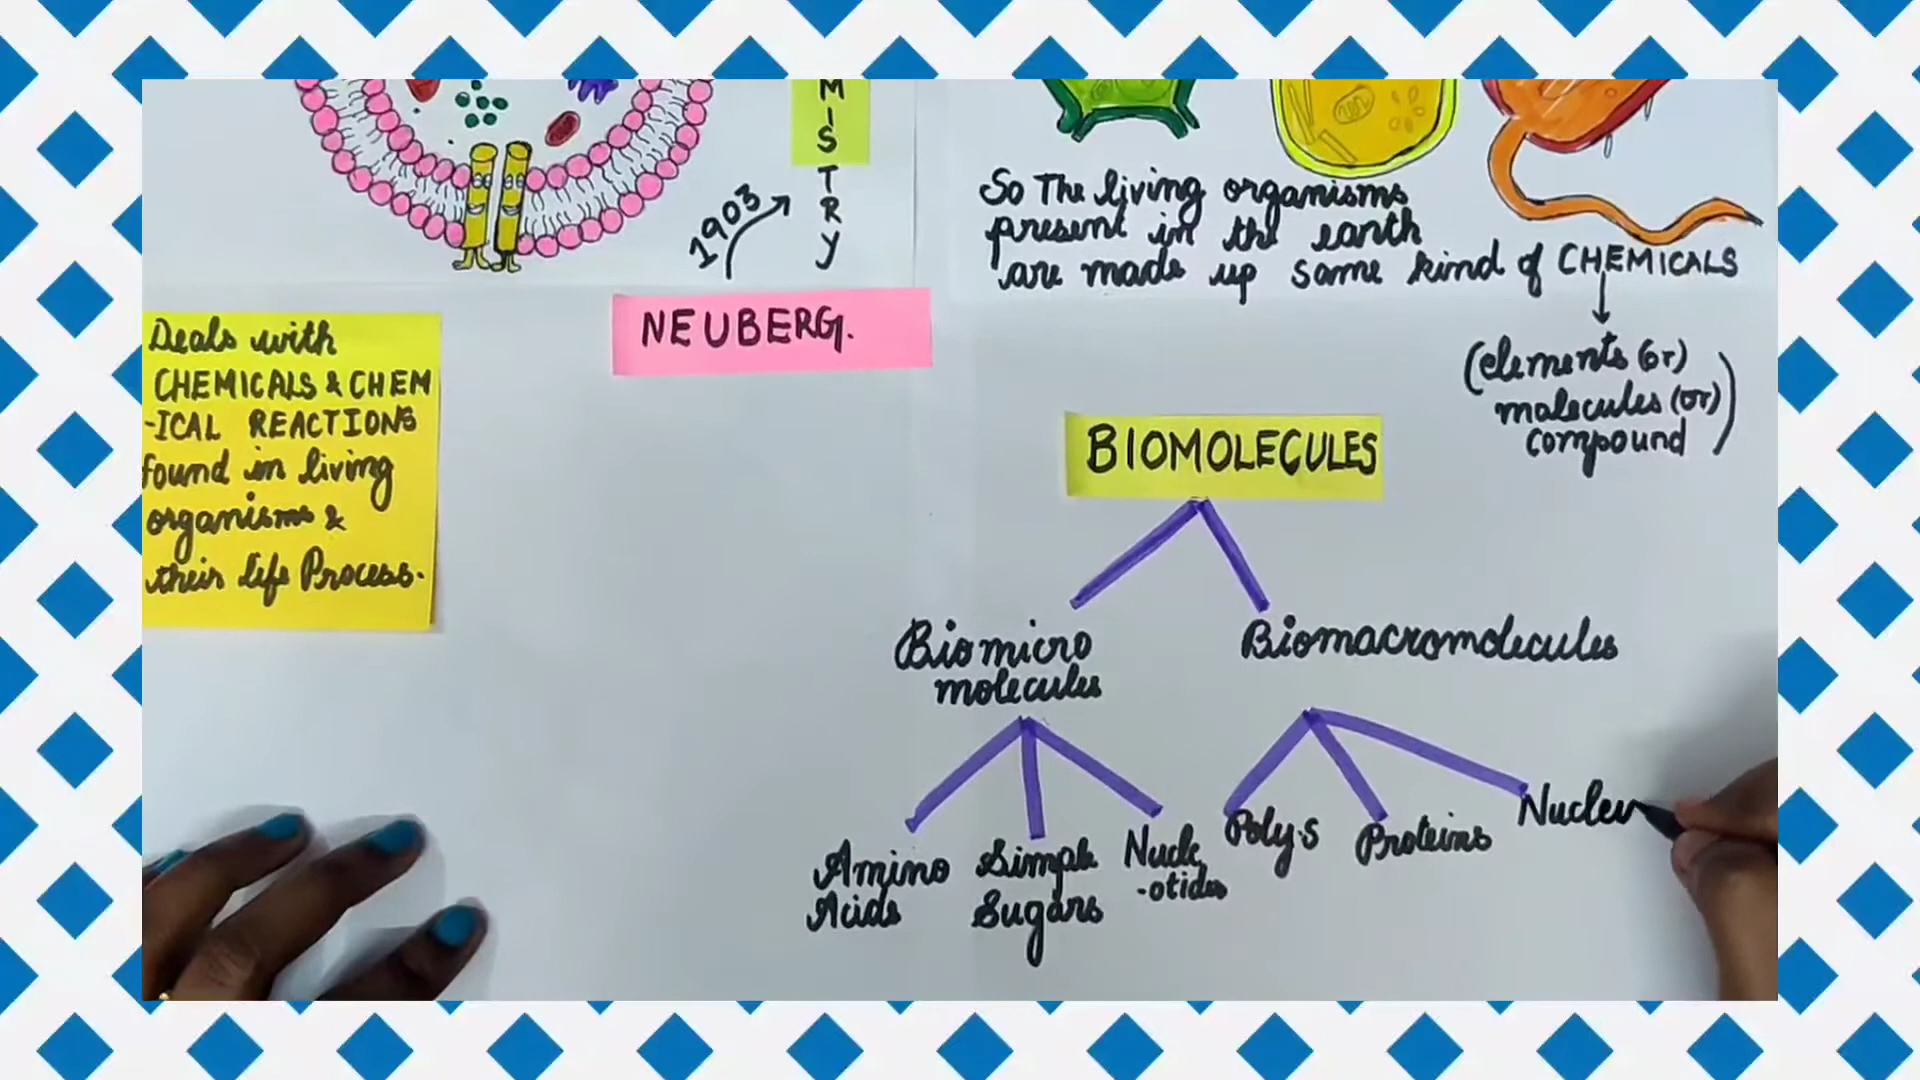 M
I
S
T
R
y
1903
NEUBERG.
Deals with
CHEMICALS & CHEM
-ICAL REACTIONS
found in living
organisms &
their life Process.
So The living organisms
present in the earth
are made up same kind of CHEMICALS
(elements (or)
molecules (or)
compound)
BIOMOLECULES
Biomicro
molecules
Biomacromolecules
Amino
Acids
Simple
Sugars
Nucle
-otides
Poly.s
Proteins
Nuclei